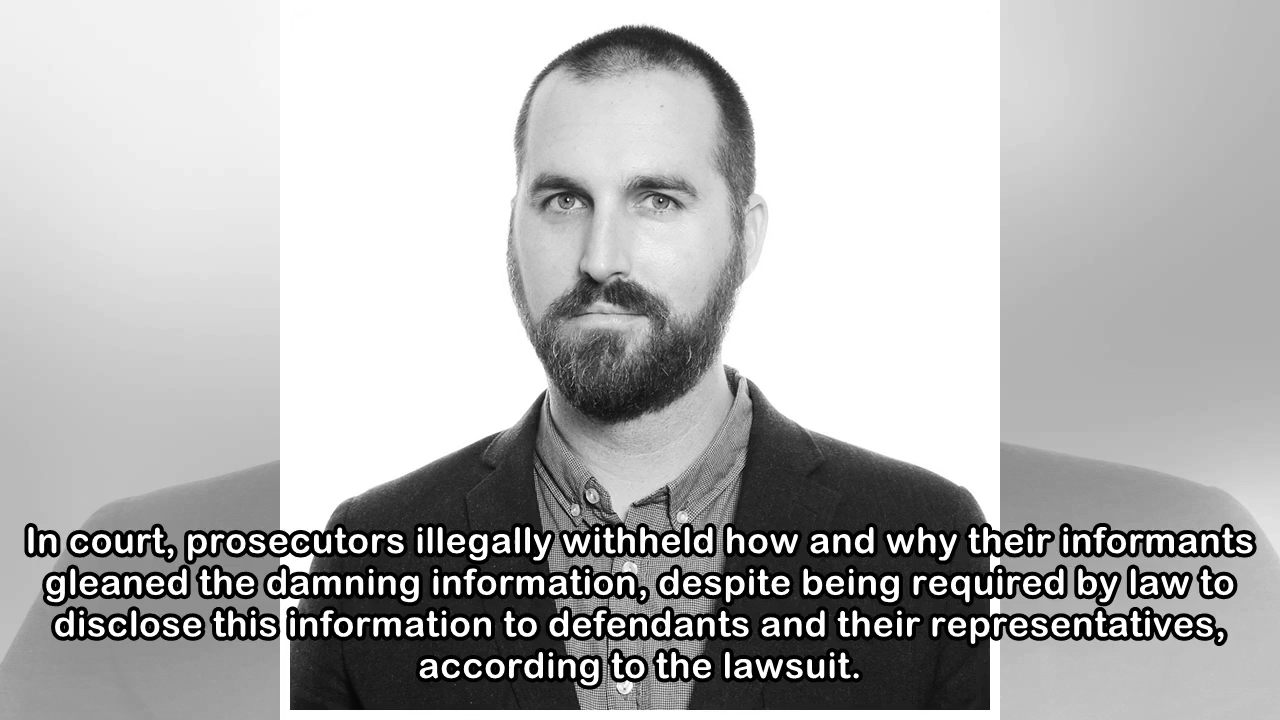 In court, prosecutors illegally withheld how and why their informants
gleaned the damning information, despite being required by law to
disclose this information to defendants and their representatives,
according to the lawsuit.